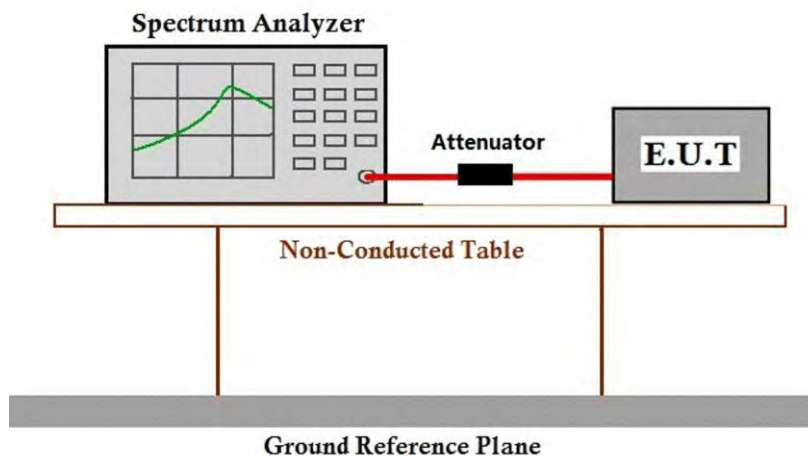 Spectrum Analyzer
Attenuator
E.U.T
Non-Conducted Table
Ground Reference Plane